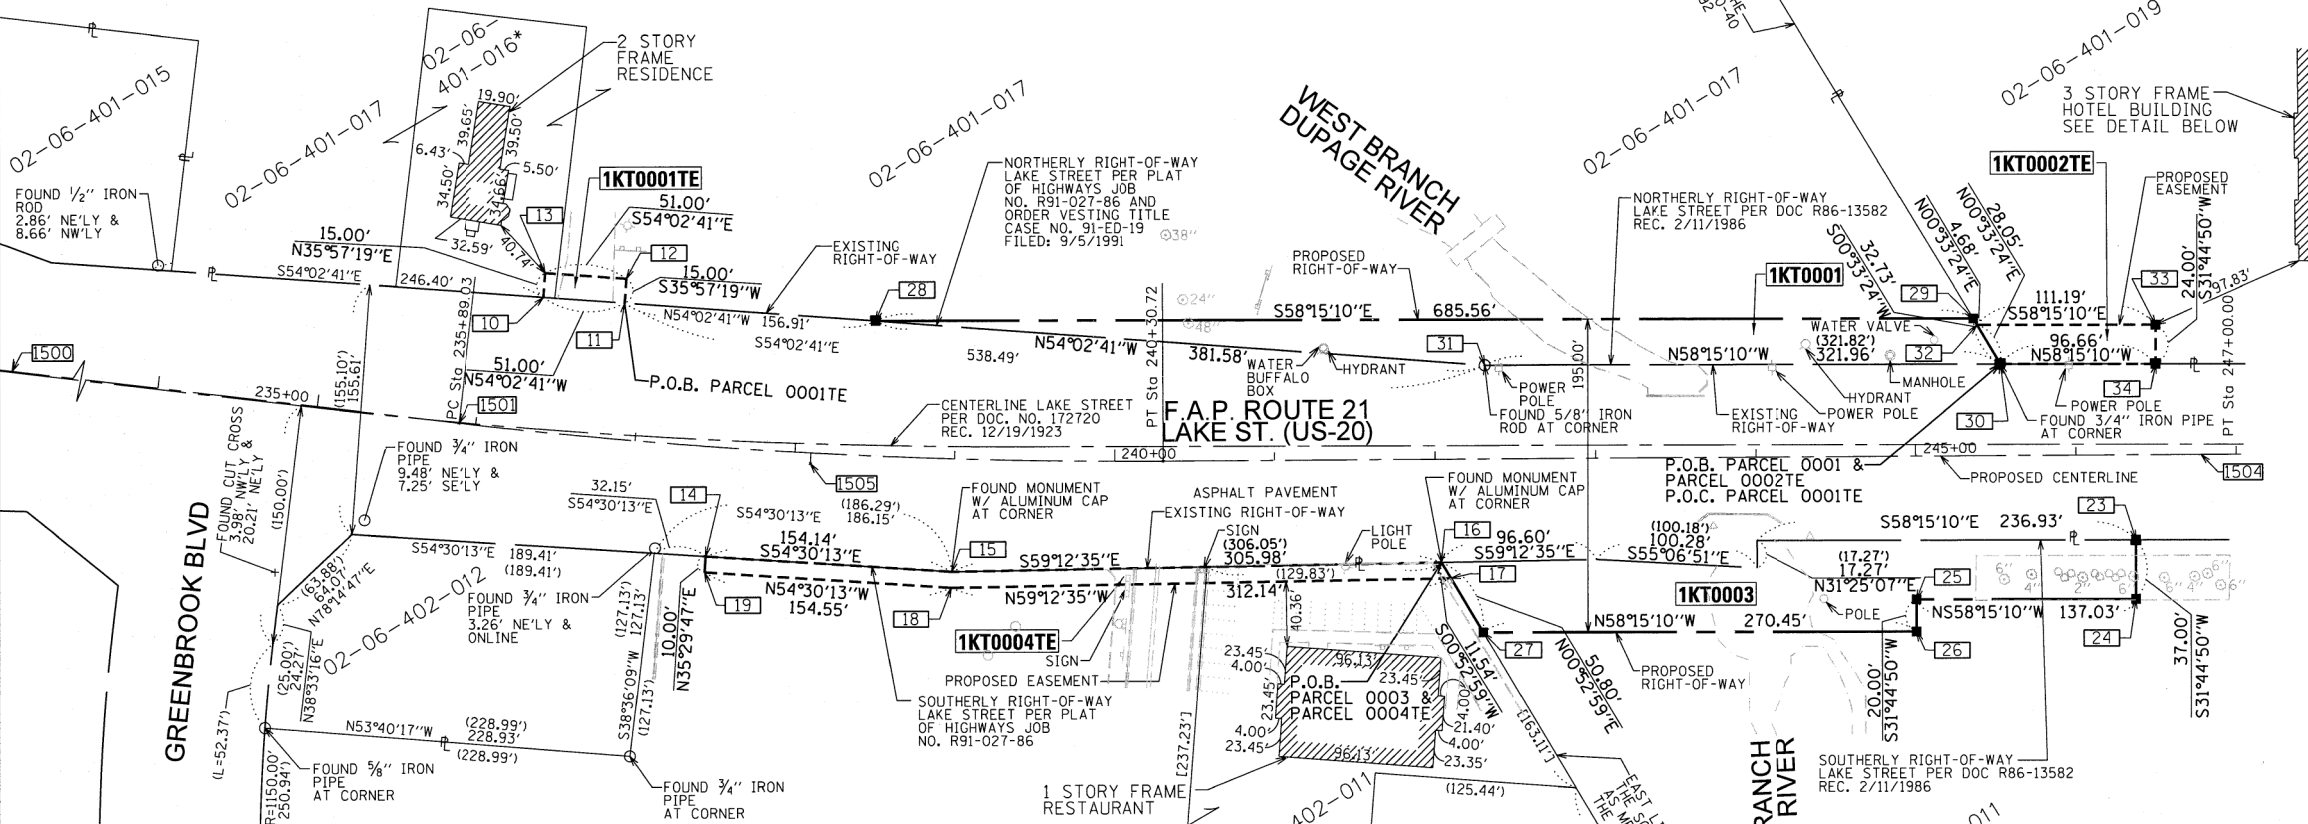 02-06-401-015
02-06-401-017
02-06-
401-016*
2 STORY
FRAME
RESIDENCE
19.90'
39.65'
39.50'
6.43'
5.50'
34.50'
34.66'
32.59'
40.74'
FOUND 1/2" IRON
ROD
2.86' NE'LY &
8.66' NW'LY
15.00'
N35°57'19"E
S54°02'41"E
246.40'
13
1KT0001TE
51.00'
S54°02'41"E
12
15.00'
S35°57'19"W
10
11
51.00'
N54°02'41"W
N54°02'41"W 156.91'
S54°02'41"E
538.49'
P.O.B. PARCEL 0001TE
EXISTING
RIGHT-OF-WAY
28
02-06-401-017
NORTHERLY RIGHT-OF-WAY
LAKE STREET PER PLAT
OF HIGHWAYS JOB
NO. R91-027-86 AND
ORDER VESTING TITLE
CASE NO. 91-ED-19
FILED: 9/5/1991
38"
24"
48"
N54°02'41"W
381.58'
PT Sta 240+30.72
WEST BRANCH
DUPAGE RIVER
PROPOSED
RIGHT-OF-WAY
S58°15'10"E 685.56'
WATER
BUFFALO
BOX
HYDRANT
31
POWER
POLE
FOUND 5/8" IRON
ROD AT CORNER
195.00'
02-06-401-017
NORTHERLY RIGHT-OF-WAY
LAKE STREET PER DOC R86-13582
REC. 2/11/1986
1KT0001
N58°15'10"W
(321.82)
321.96'
WATER VALVE
32
29
MANHOLE
HYDRANT
POWER POLE
EXISTING
RIGHT-OF-WAY
32.73'
S00°33'24"W
4.68'
N00°33'24"E
28.05'
N00°33'24"E
02-06-401-019
3 STORY FRAME
HOTEL BUILDING
SEE DETAIL BELOW
1KT0002TE
PROPOSED
EASEMENT
111.19'
S58°15'10"E
96.66'
N58°15'10"W
33
24.00'
S31°44'50"W
97.83'
34
30
POWER POLE
FOUND 3/4" IRON PIPE
AT CORNER
PT Sta 247+00.00
1500
235+00
(155.10')
155.61'
PC Sta 235+89.03
1501
CENTERLINE LAKE STREET
PER DOC. NO. 172720
REC. 12/19/1923
F.A.P. ROUTE 21
LAKE ST. (US-20)
240+00
245+00
1504
1505
PROPOSED CENTERLINE
P.O.B. PARCEL 0001 &
PARCEL 0002TE
P.O.C. PARCEL 0001TE
FOUND CUT CROSS
3.98' NW'LY &
20.21' NE'LY
(150.00')
FOUND 3/4" IRON
PIPE
9.48' NE'LY &
7.25' SE'LY
GREENBROOK BLVD
(63.88')
64.07'
N78°14'47"E
(25.00')
24.27'
N38°33'16"E
(L=52.37')
R=1150.00'
250.94')
S54°30'13"E 189.41'
(189.41')
02-06-402-012
FOUND 3/4" IRON
PIPE
3.26' NE'LY &
ONLINE
32.15'
S54°30'13"E
14
S54°30'13"E
(186.29')
186.15'
154.14'
S54°30'13"E
15
FOUND MONUMENT
W/ ALUMINUM CAP
AT CORNER
ASPHALT PAVEMENT
EXISTING RIGHT-OF-WAY
SIGN
(306.05')
305.98'
S59°12'35"E
(129.83')
LIGHT
POLE
FOUND MONUMENT
W/ ALUMINUM CAP
AT CORNER
16
96.60'
S59°12'35"E
(100.18')
100.28'
S55°06'51"E
17
(127.13')
127.13'
S38°36'09"W
(127.13')
10.00'
N35°29'47"E
19
N54°30'13"W
154.55'
18
N59°12'35"W
312.14'
1KT0004TE
SIGN
PROPOSED EASEMENT
SOUTHERLY RIGHT-OF-WAY
LAKE STREET PER PLAT
OF HIGHWAYS JOB
NO. R91-027-86
N53°40'17"W
(228.99')
228.93'
(228.99')
FOUND 5/8" IRON
PIPE
AT CORNER
FOUND 3/4" IRON
PIPE
AT CORNER
40.36'
96.13'
23.45'
4.00'
23.45'
4.00'
23.45'
23.45'
24.00'
21.40'
4.00'
23.35'
96.13'
P.O.B.
PARCEL 0003 &
PARCEL 0004TE
1 STORY FRAME
RESTAURANT
[237.23']
402-011
(125.44')
11.54'
S00°52'59"W
50.80'
N00°52'59"E
[163.11']
27
N58°15'10"W 270.45'
PROPOSED
RIGHT-OF-WAY
1KT0003
(17.27')
17.27'
N31°25'07"E
POLE
25
26
20.00'
S31°44'50"W
S58°15'10"E 236.93'
23
NS58°15'10"W 137.03'
24
37.00'
S31°44'50"W
6"
4"
2"
6"
4"
2"
6"
6"
SOUTHERLY RIGHT-OF-WAY
LAKE STREET PER DOC R86-13582
REC. 2/11/1986
RANCH
RIVER
011